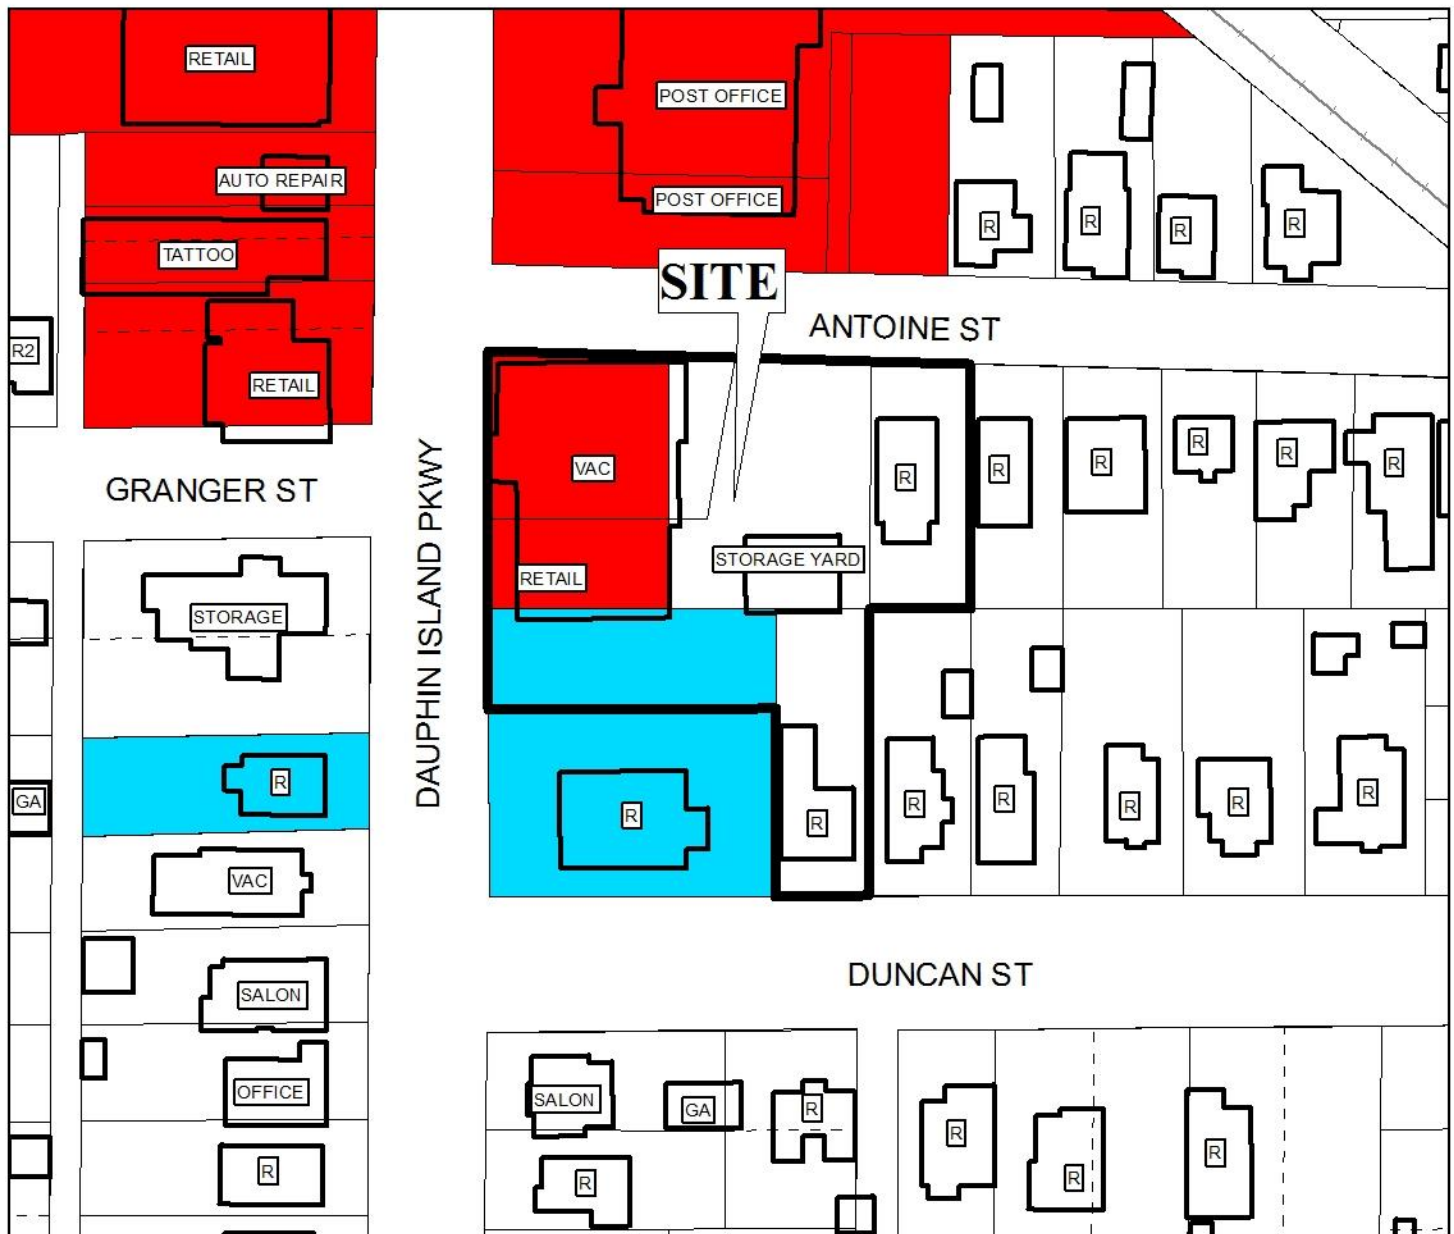 RETAIL
POST OFFICE
AUTO REPAIR
POST OFFICE
R
R
R
R
TATTOO
SITE
ANTOINE ST
R2
RETAIL
VAC
R
R
R
R
R
R
GRANGER ST
DAUPHIN ISLAND PKWY
STORAGE YARD
RETAIL
STORAGE
R
GA
R
R
R
R
R
R
R
VAC
DUNCAN ST
SALON
OFFICE
SALON
GA
R
R
R
R
R
R